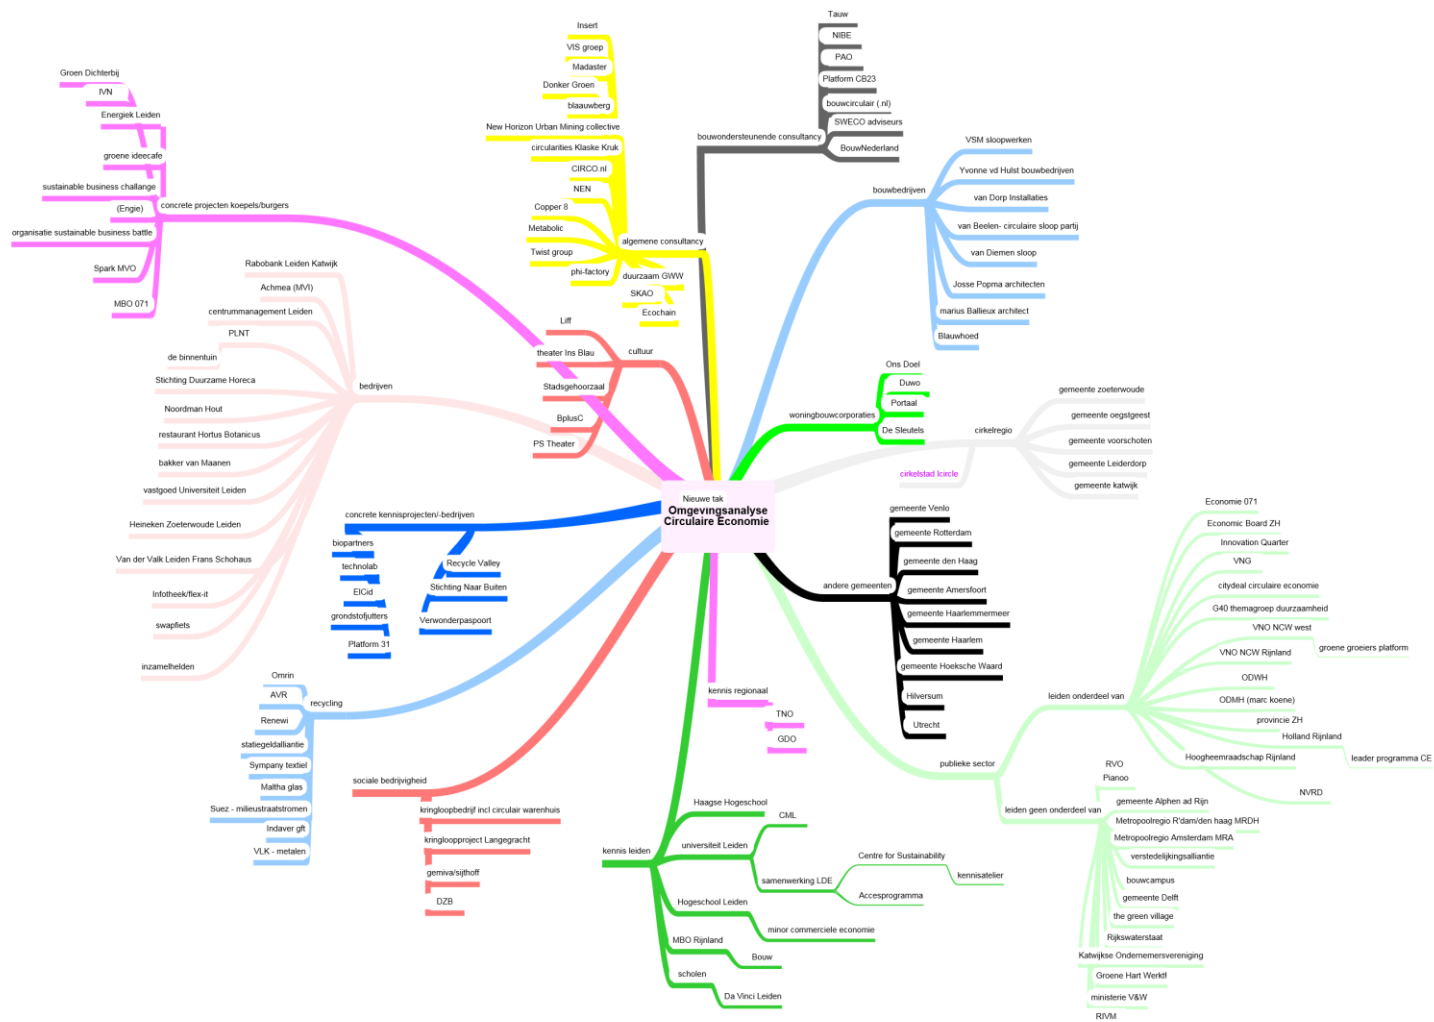 Nieuwe tak
Omgevingsanalyse
Circulaire Economie
concrete projecten koepels/burgers
Groen Dichterbij
IVN
Energiek Leiden
groene ideecafe
sustainable business challange
(Engie)
organisatie sustainable business battle
Spark MVO
MBO 071
bedrijven
Rabobank Leiden Katwijk
Achmea (MVI)
centrummanagement Leiden
PLNT
de binnentuin
Stichting Duurzame Horeca
Noordman Hout
restaurant Hortus Botanicus
bakker van Maanen
vastgoed Universiteit Leiden
Heineken Zoeterwoude Leiden
Van der Valk Leiden Frans Schohaus
Infotheek/flex-it
swapfiets
inzamelhelden
algemene consultancy
Insert
VIS groep
Madaster
Donker Groen
blaauwberg
New Horizon Urban Mining collective
circularities Klaske Kruk
CIRCO.nl
NEN
Copper 8
Metabolic
Twist group
phi-factory
duurzaam GWW
SKAO
Ecochain
cultuur
Liff
theater Ins Blau
Stadsgehoorzaal
BplusC
PS Theater
bouwondersteunende consultancy
Tauw
NIBE
PAO
Platform CB23
bouwcirculair (.nl)
SWECO adviseurs
BouwNederland
bouwbedrijven
VSM sloopwerken
Yvonne vd Hulst bouwbedrijven
van Dorp Installaties
van Beelen- circulaire sloop partij
van Diemen sloop
Josse Popma architecten
marius Ballieux architect
Blauwhoed
woningbouwcorporaties
Ons Doel
Duwo
Portaal
De Sleutels
cirkelregio
cirkelstad lcircle
gemeente zoeterwoude
gemeente oegstgeest
gemeente voorschoten
gemeente Leiderdorp
gemeente katwijk
andere gemeenten
gemeente Venlo
gemeente Rotterdam
gemeente den Haag
gemeente Amersfoort
gemeente Haarlemmermeer
gemeente Haarlem
gemeente Hoeksche Waard
Hilversum
Utrecht
publieke sector
leiden onderdeel van
Economie 071
Economic Board ZH
Innovation Quarter
VNG
citydeal circulaire economie
G40 themagroep duurzaamheid
VNO NCW west
groene groeiers platform
VNO NCW Rijnland
ODWH
ODMH (marc koene)
provincie ZH
Holland Rijnland
leader programma CE
Hoogheemraadschap Rijnland
NVRD
leiden geen onderdeel van
RVO
Pianoo
gemeente Alphen ad Rijn
Metropoolregio R'dam/den haag MRDH
Metropoolregio Amsterdam MRA
verstedelijkingsalliantie
bouwcampus
gemeente Delft
the green village
Rijkswaterstaat
Katwijkse Ondernemersvereniging
Groene Hart Werkt!
ministerie V&W
RIVM
concrete kennisprojecten/-bedrijven
biopartners
technolab
EICid
grondstofjutters
Platform 31
Recycle Valley
Stichting Naar Buiten
Verwonderpaspoort
recycling
Omrin
AVR
Renewi
statiegeldalliantie
Sympany textiel
Maltha glas
Suez - milieustraatstromen
Indaver gft
VLK - metalen
sociale bedrijvigheid
kringloopbedrijf incl circulair warenhuis
kringloopproject Langegracht
gemiva/sijthoff
DZB
kennis regionaal
TNO
GDO
kennis leiden
Haagse Hogeschool
universiteit Leiden
CML
samenwerking LDE
Centre for Sustainability
kennisatelier
Accesprogramma
Hogeschool Leiden
minor commerciele economie
MBO Rijnland
Bouw
scholen
Da Vinci Leiden